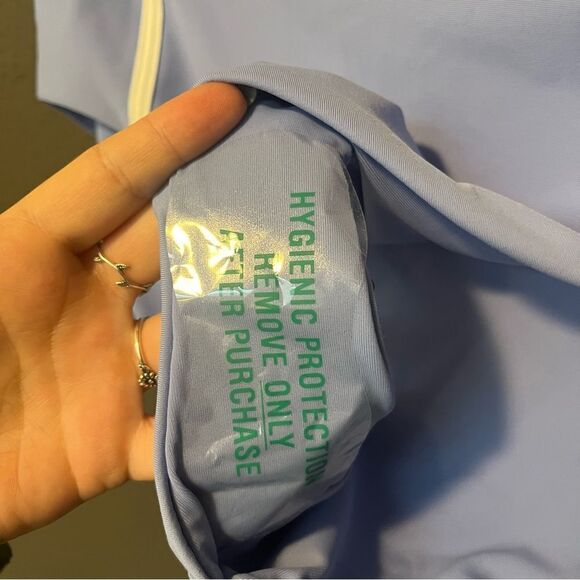 HYGIENIC PROTECTION
REMOVE ONLY
AFTER PURCHASE